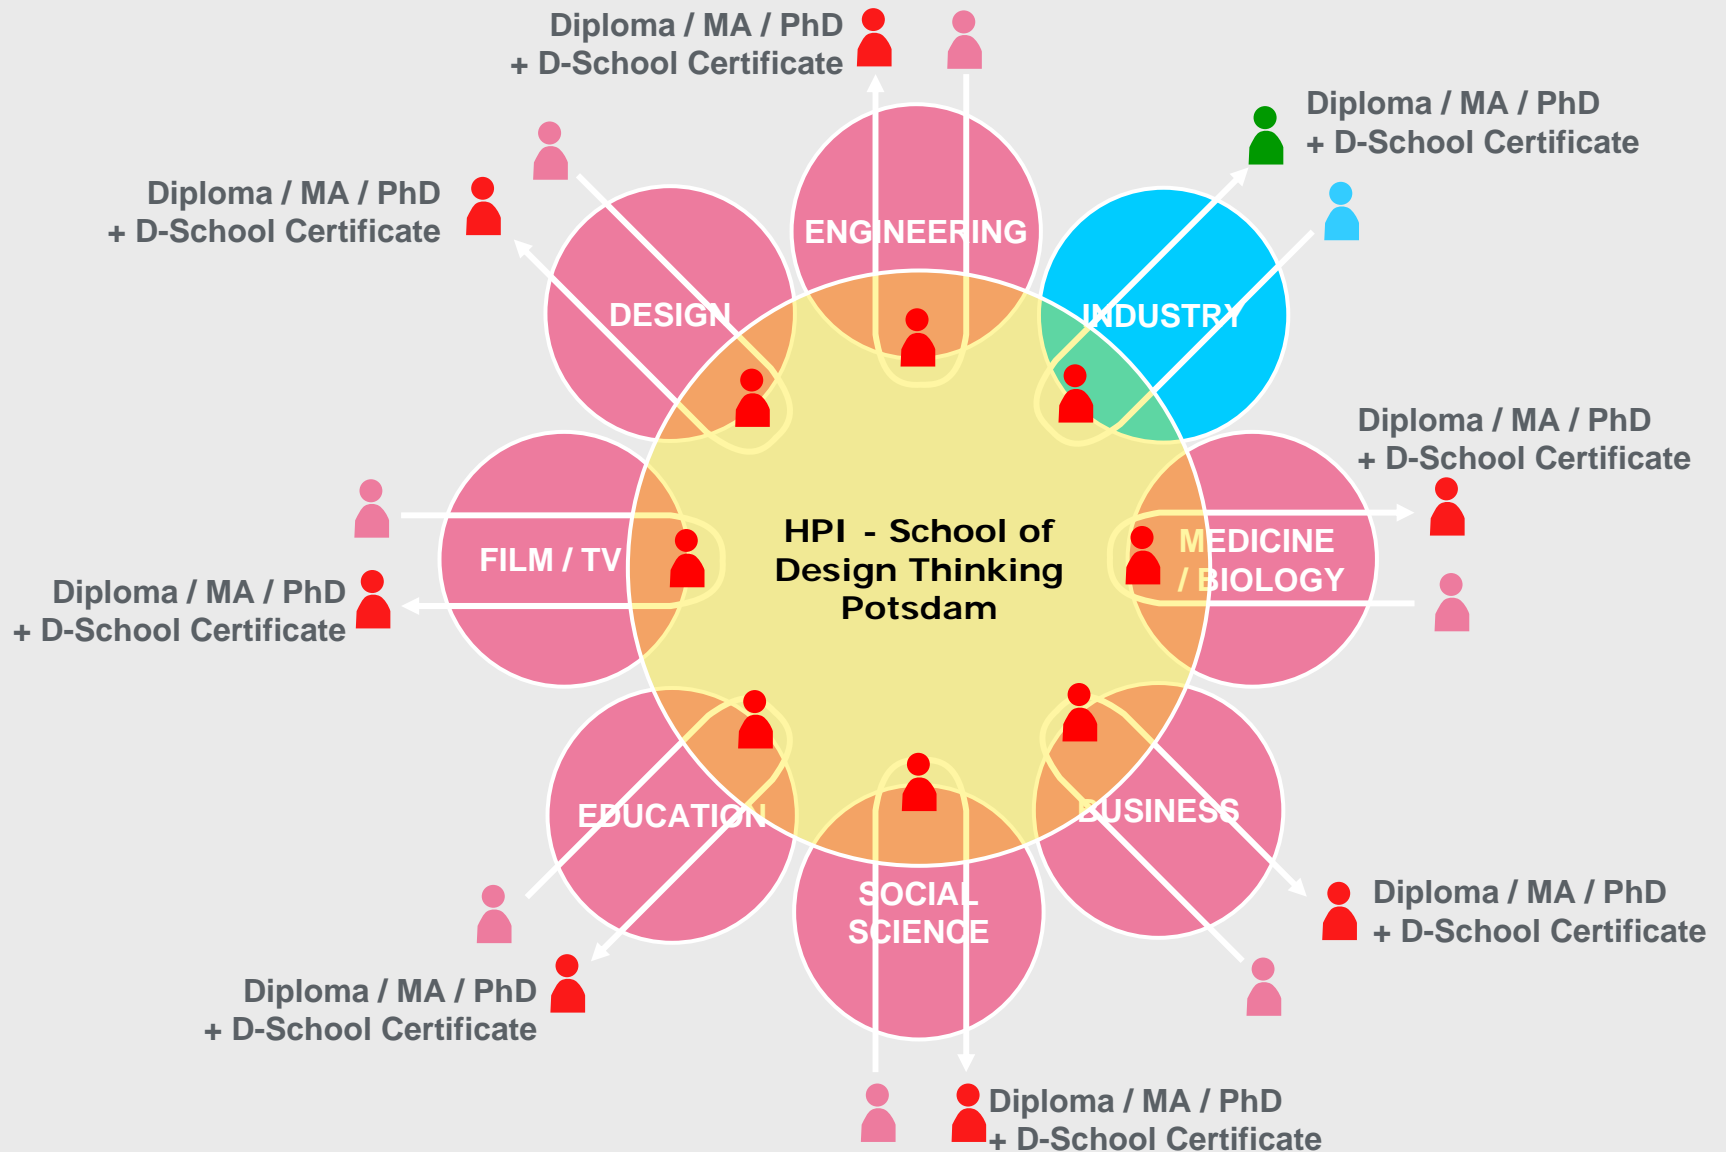 Diploma / MA / PhD
+ D-School Certificate
Diploma / MA / PhD
+ D-School Certificate
Diploma / MA / PhD
+ D-School Certificate
ENGINEERING
DESIGN
INDUSTRY
Diploma / MA / PhD
+ D-School Certificate
HPI - School of
Design Thinking
Potsdam
MEDICINE
/ BIOLOGY
FILM / TV
Diploma / MA / PhD
+ D-School Certificate
EDUCATION
BUSINESS
SOCIAL
SCIENCE
Diploma / MA / PhD
+ D-School Certificate
Diploma / MA / PhD
+ D-School Certificate
Diploma / MA / PhD
+ D-School Certificate